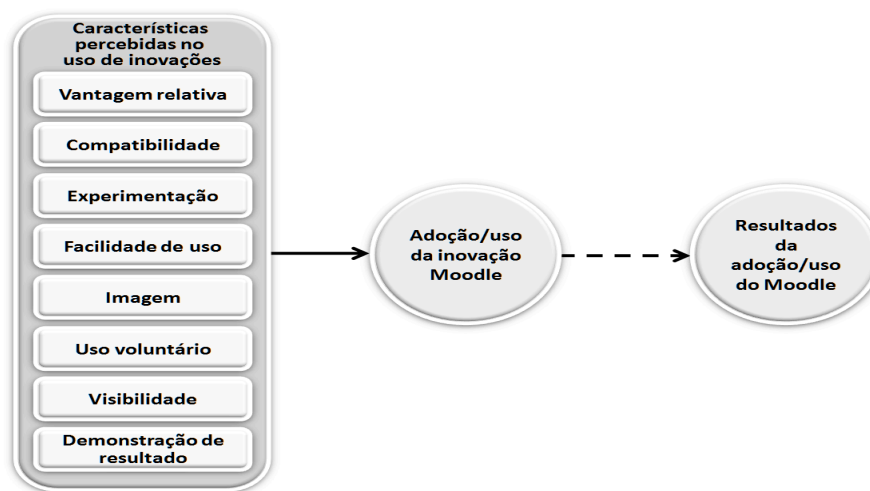 Características
percebidas no
uso de inovações
Vantagem relativa
Compatibilidade
Experimentação
Facilidade de uso
Imagem
Uso voluntário
Visibilidade
Demonstração de
resultado
Adoção/uso
da inovação
Moodle
Resultados
da
adoção/uso
do Moodle